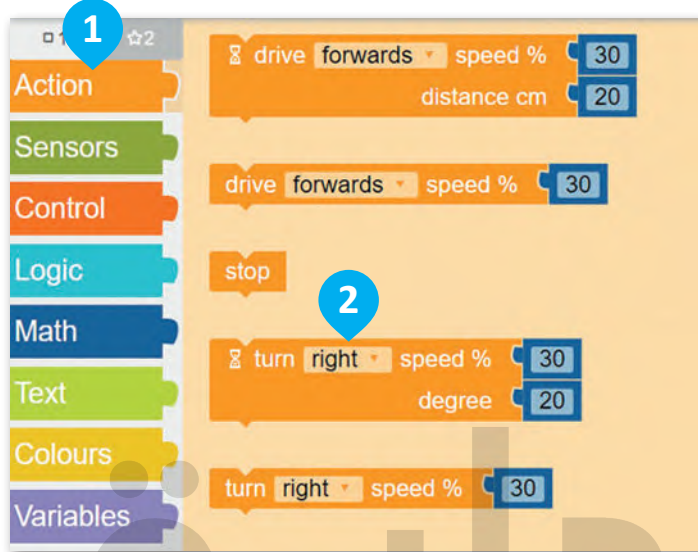 1
☆2
Action
Sensors
Control
Logic
Math
Text
Colours
Variables
drive forwards speed % 30
distance cm 20
drive forwards speed % 30
stop
2
turn right speed % 30
degree 20
turn right speed % 30